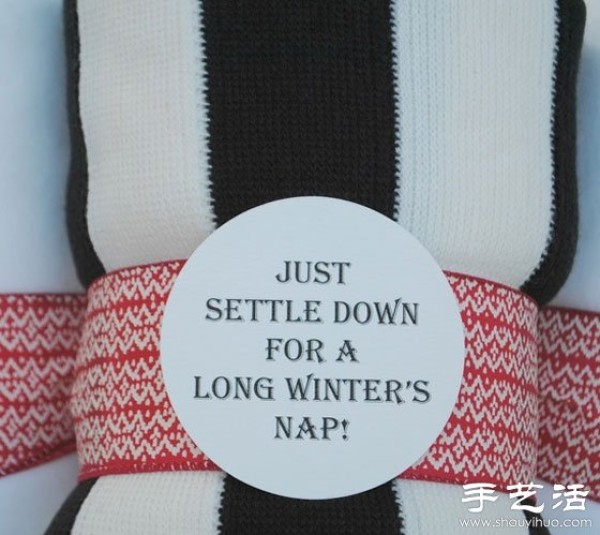 JUST
SETTLE DOWN
FOR A
LONG WINTER'S
NAP!
手艺活
www.shouyihuo.com